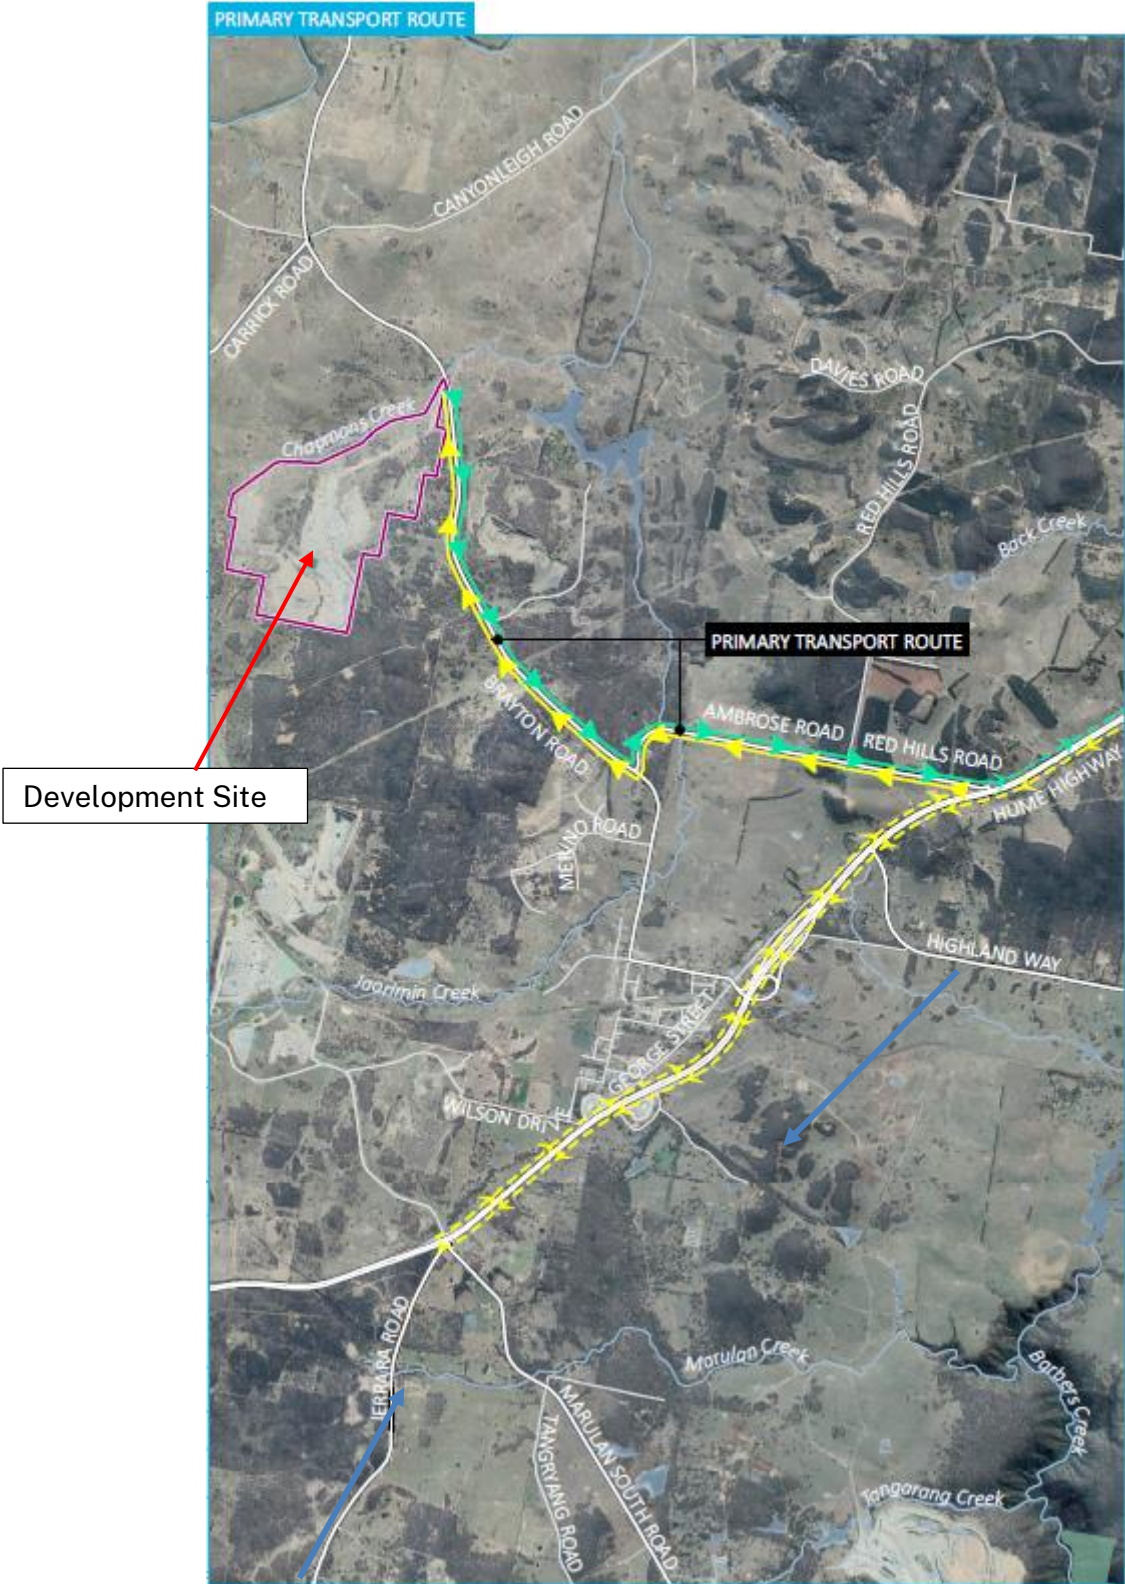 PRIMARY TRANSPORT ROUTE
CANYONLEIGH ROAD
CARRICK ROAD
DAVIES ROAD
Chapmans Creek
RED HILLS ROAD
Back Creek
PRIMARY TRANSPORT ROUTE
BRAYTON ROAD
AMBROSE ROAD
RED HILLS ROAD
HUME HIGHWAY
Development Site
MERINO ROAD
HIGHLAND WAY
Jaorimin Creek
GEORGE STREET
WILSON DRI
JERRARA ROAD
Marulan Creek
Barbers Creek
MARULAN SOUTH ROAD
TANGRYANG ROAD
Tangarang Creek